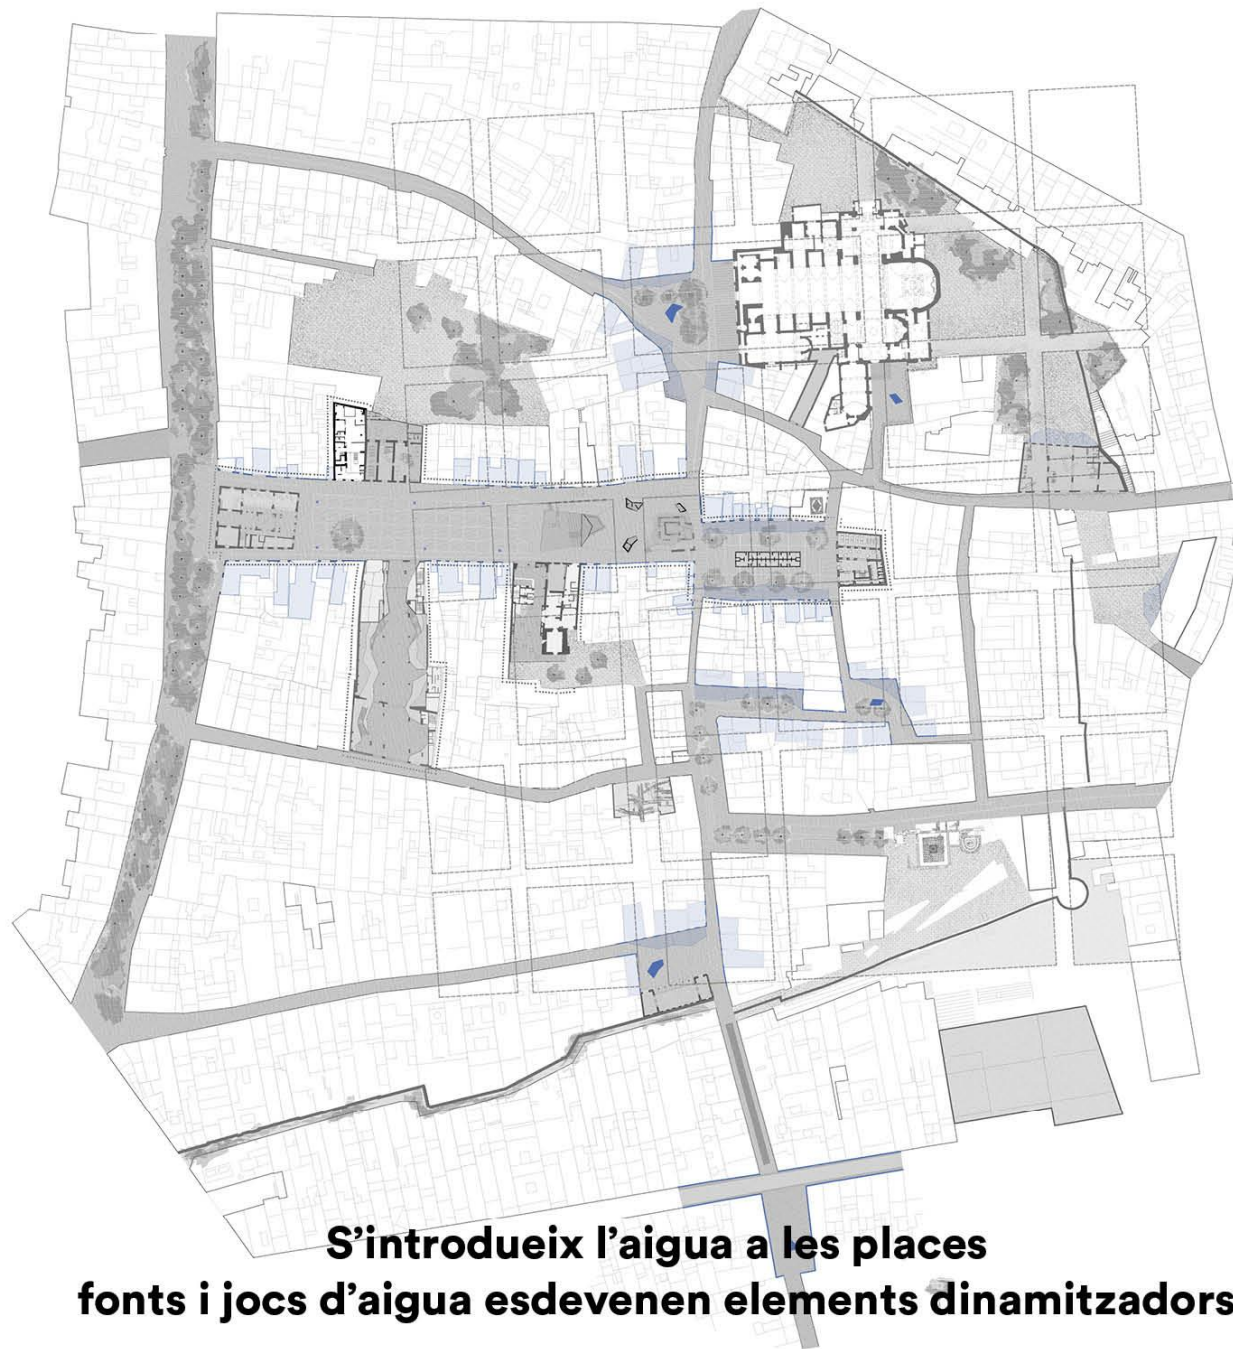 S’introdueix l’aigua a les places
fonts i jocs d’aigua esdevenen elements dinamitzadors